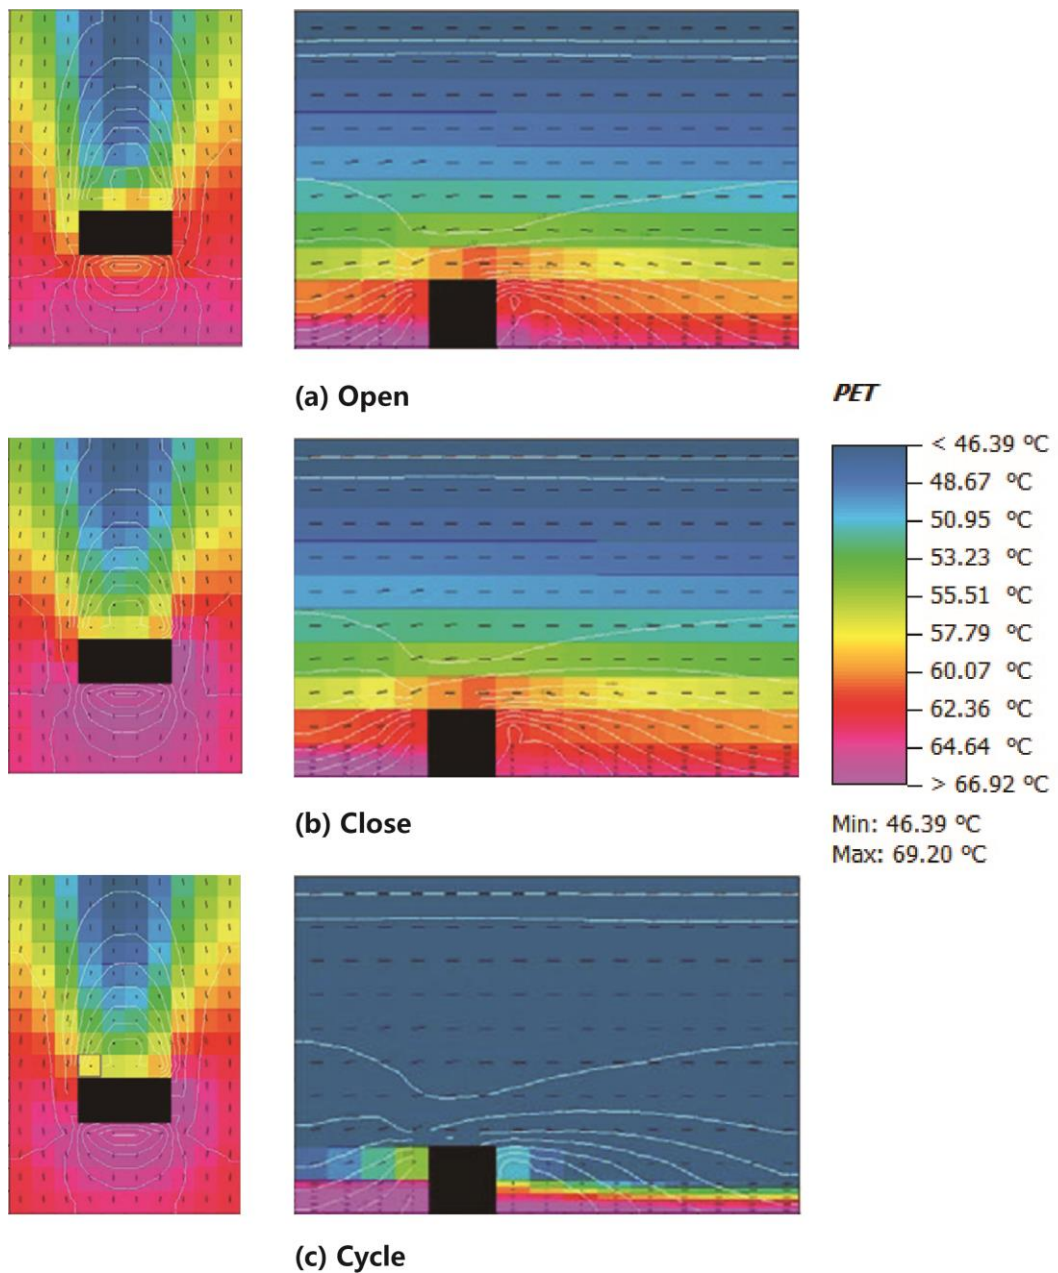 (a) Open
PET
< 46.39 ºC
48.67 ºC
50.95 ºC
53.23 ºC
55.51 ºC
57.79 ºC
60.07 ºC
62.36 ºC
64.64 ºC
> 66.92 ºC
(b) Close
Min: 46.39 ºC
Max: 69.20 ºC
(c) Cycle